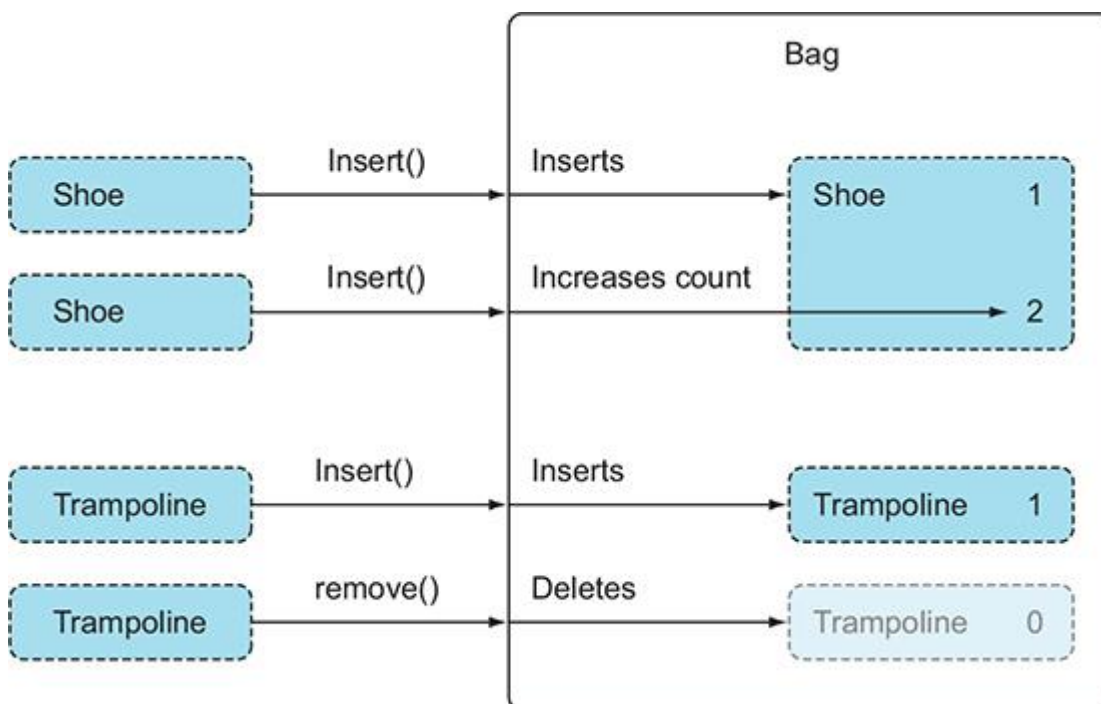 Bag
Shoe Insert() Inserts Shoe 1
Shoe Insert() Increases count 2
Trampoline Insert() Inserts Trampoline 1
Trampoline remove() Deletes Trampoline 0